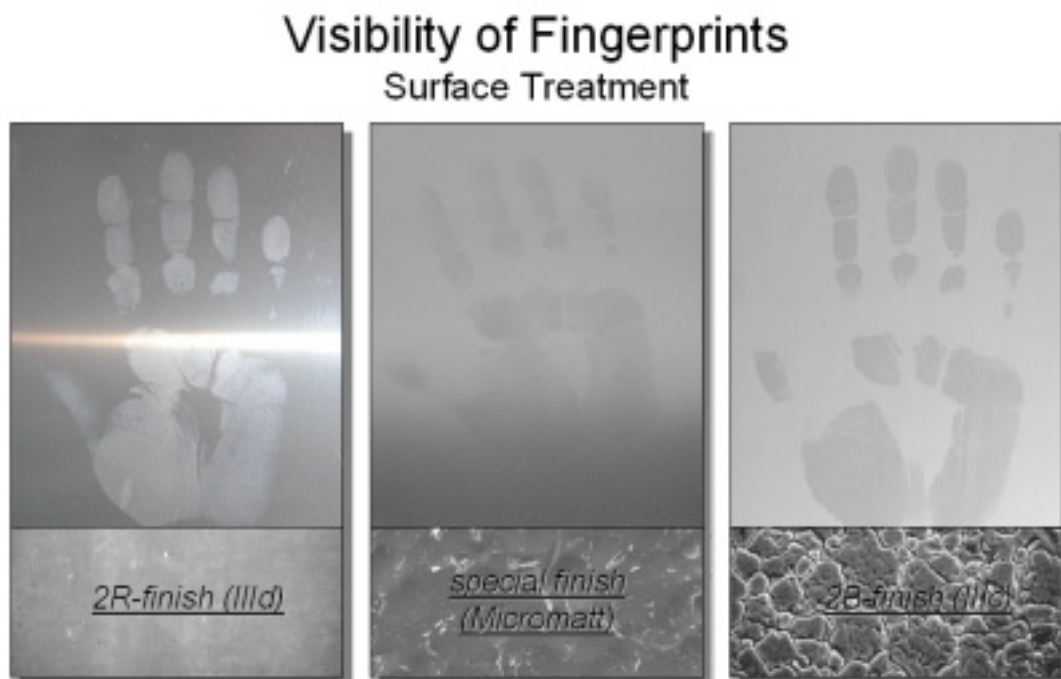 Visibility of Fingerprints
Surface Treatment
2R-finish (IIId)
special finish
(Micromatt)
2B-finish (IIIc)